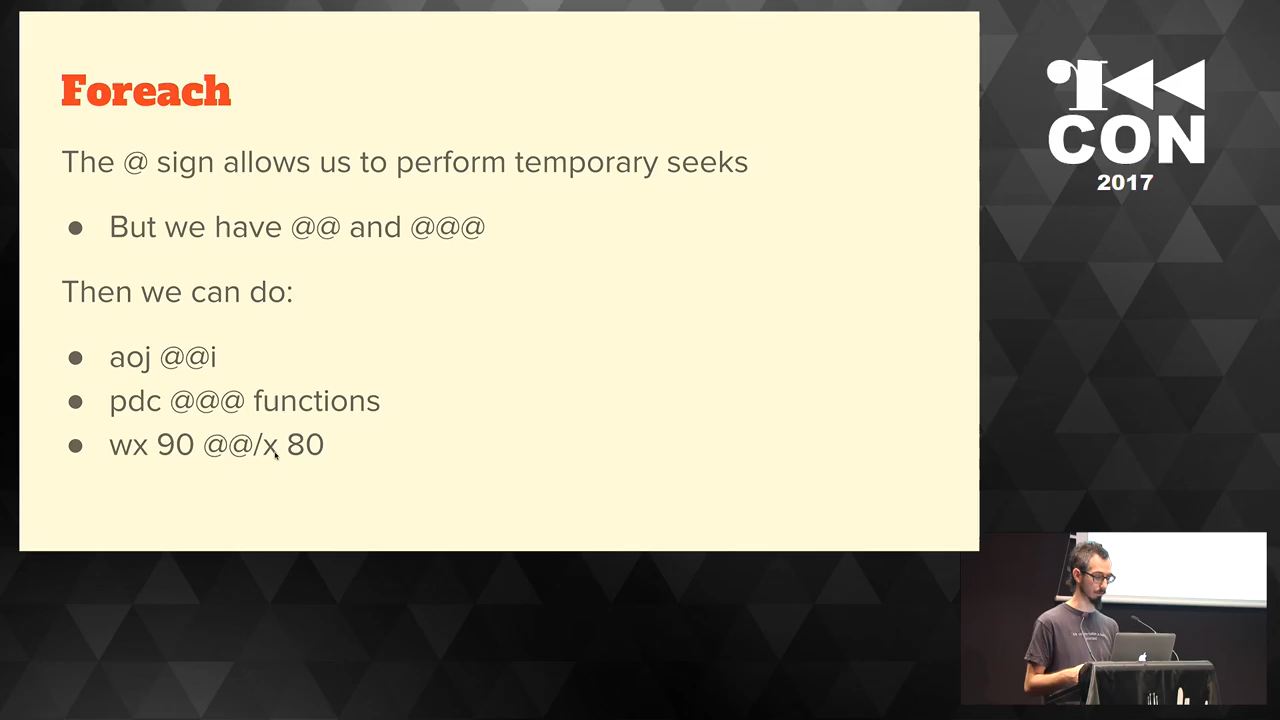 Foreach
The @ sign allows us to perform temporary seeks
● But we have @@ and @@@
Then we can do:
● aoj @@i
● pdc @@@ functions
● wx 90 @@/x 80
CON
2017